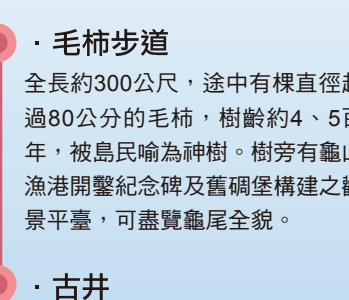 ·毛柿步道
全長約300公尺，途中有棵直徑超
過80公分的毛柿，樹齡約4、5百
年，被島民喻為神樹。樹旁有龜山
漁港開鑿紀念碑及舊碉堡構建之觀
景平臺，可盡覽龜尾全貌。
·古井